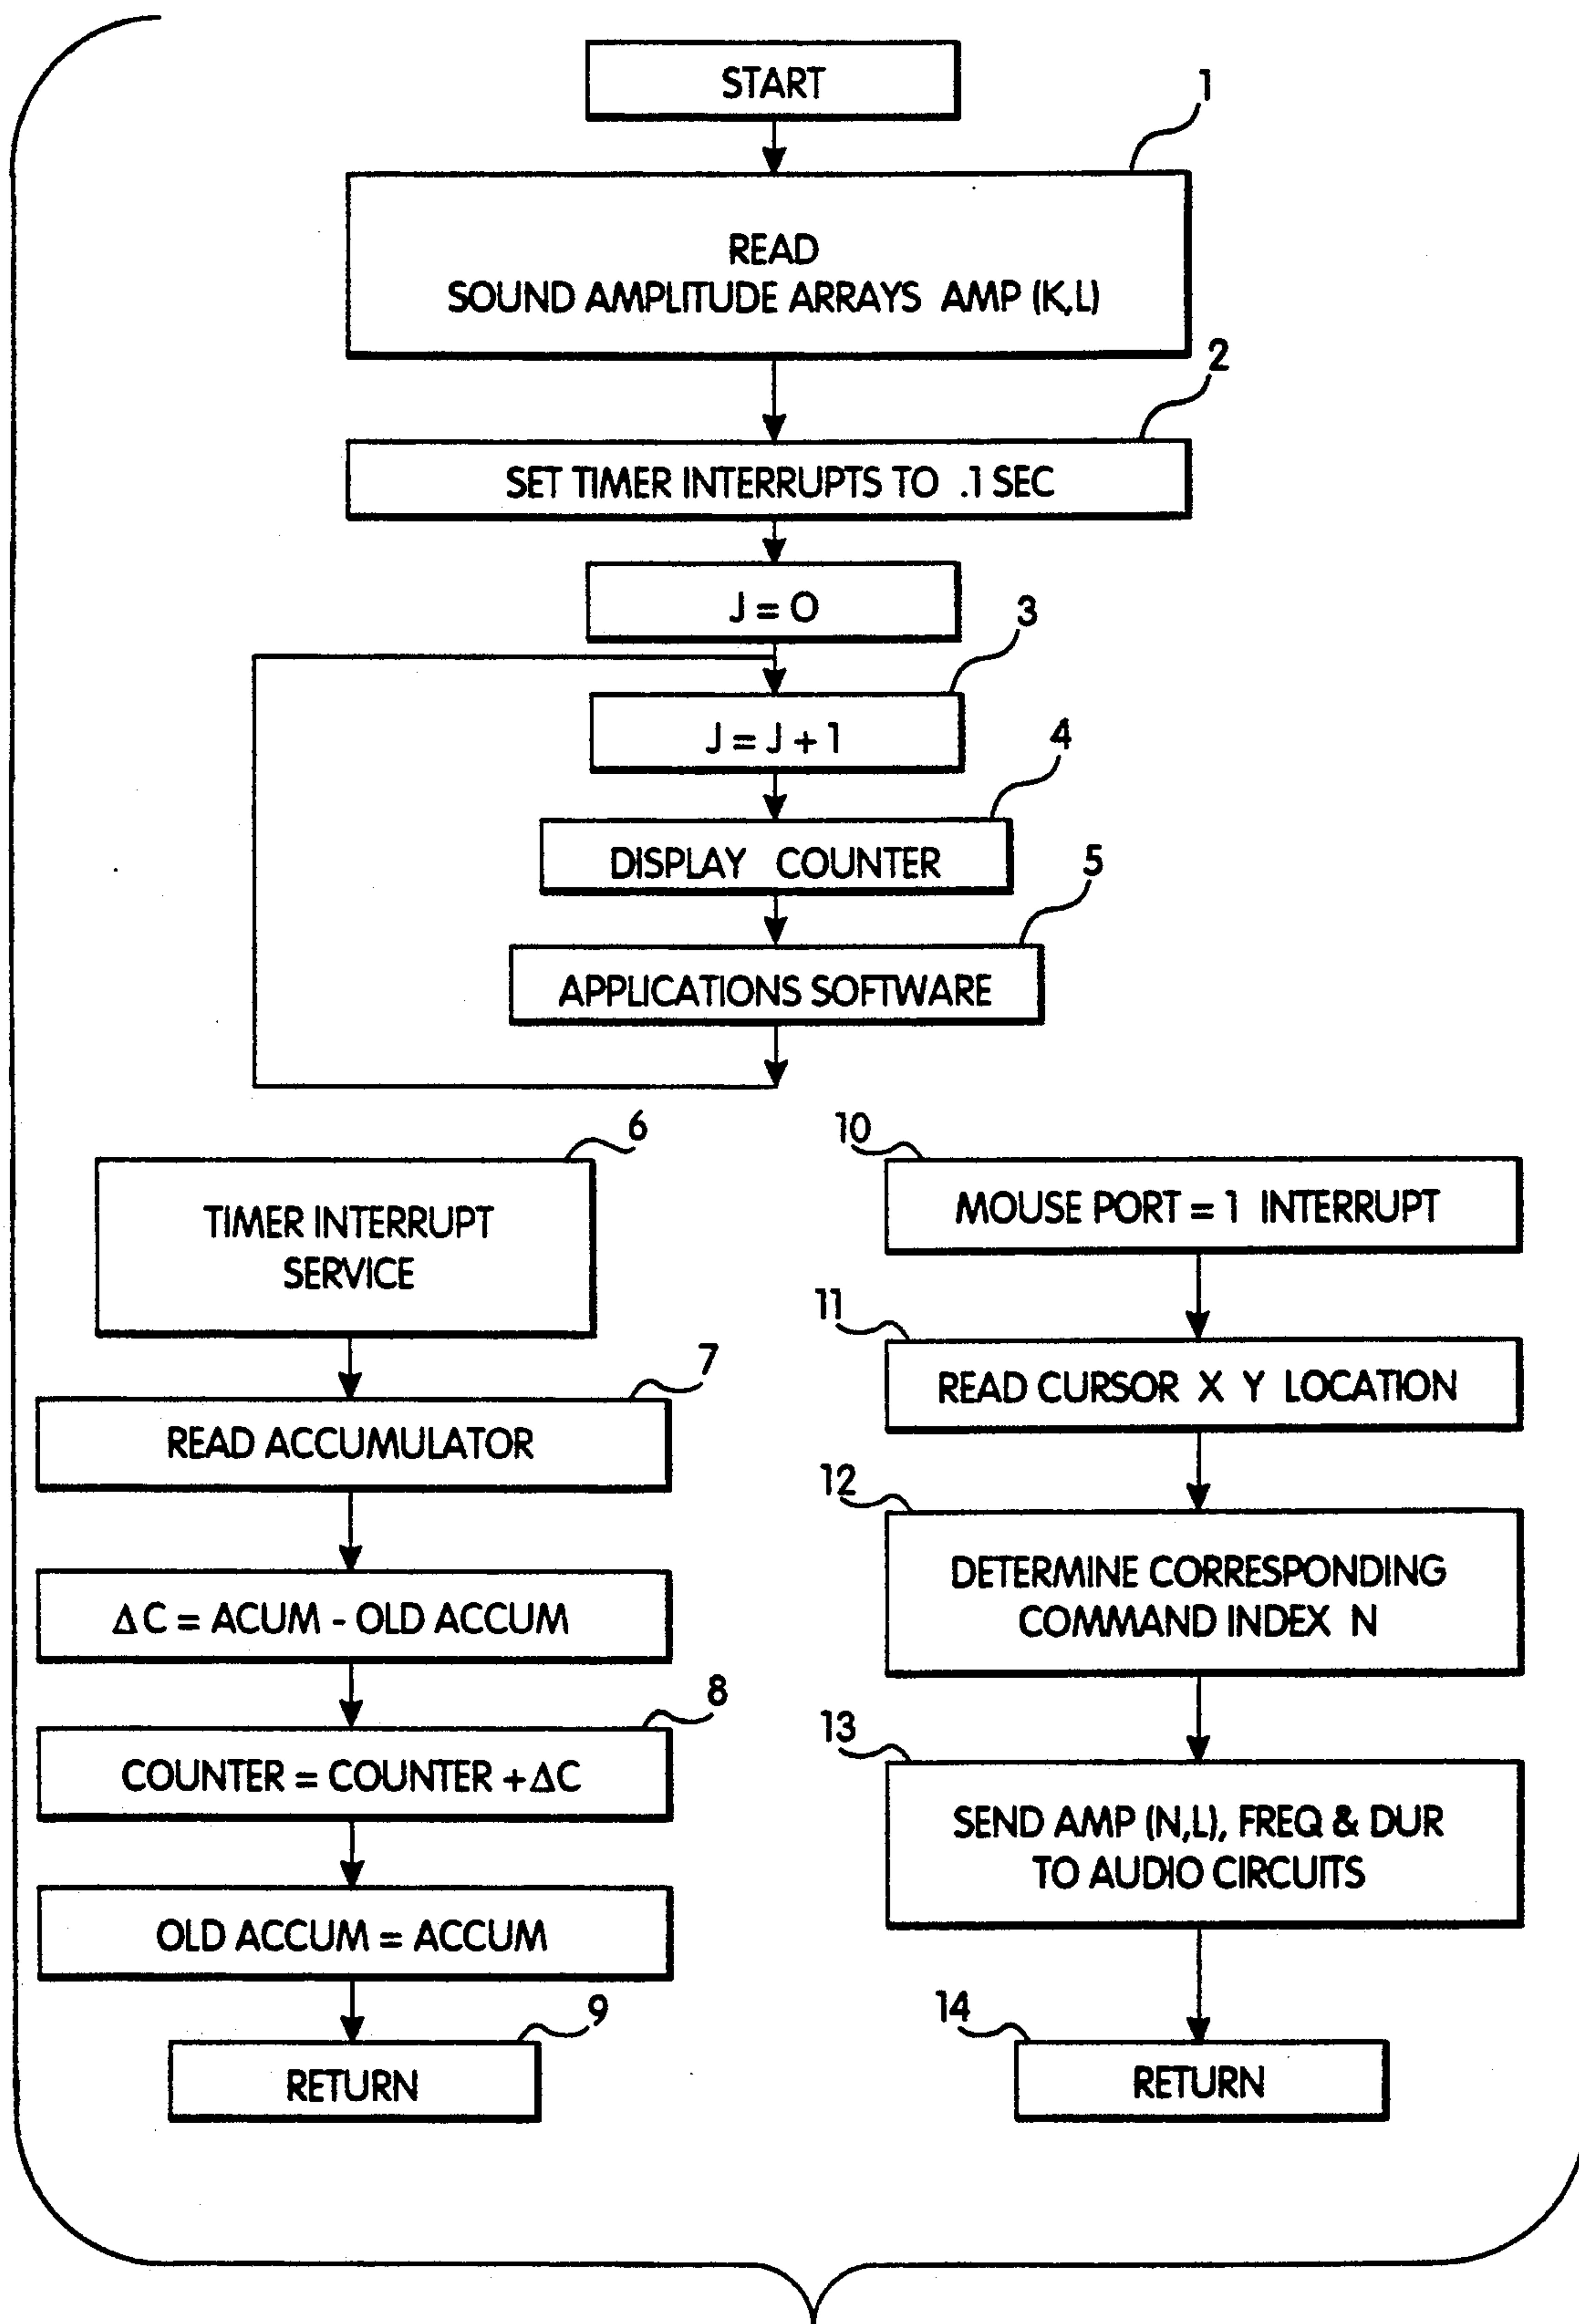 START
1
READ
SOUND AMPLITUDE ARRAYS AMP (K,L)
2
SET TIMER INTERRUPTS TO .1 SEC
J = 0
3
J = J + 1
4
DISPLAY COUNTER
5
APPLICATIONS SOFTWARE
6
TIMER INTERRUPT
SERVICE
7
READ ACCUMULATOR
ΔC = ACUM - OLD ACCUM
8
COUNTER = COUNTER + ΔC
OLD ACCUM = ACCUM
9
RETURN
10
MOUSE PORT = 1 INTERRUPT
11
READ CURSOR X Y LOCATION
12
DETERMINE CORRESPONDING
COMMAND INDEX N
13
SEND AMP (N,L), FREQ & DUR
TO AUDIO CIRCUITS
14
RETURN